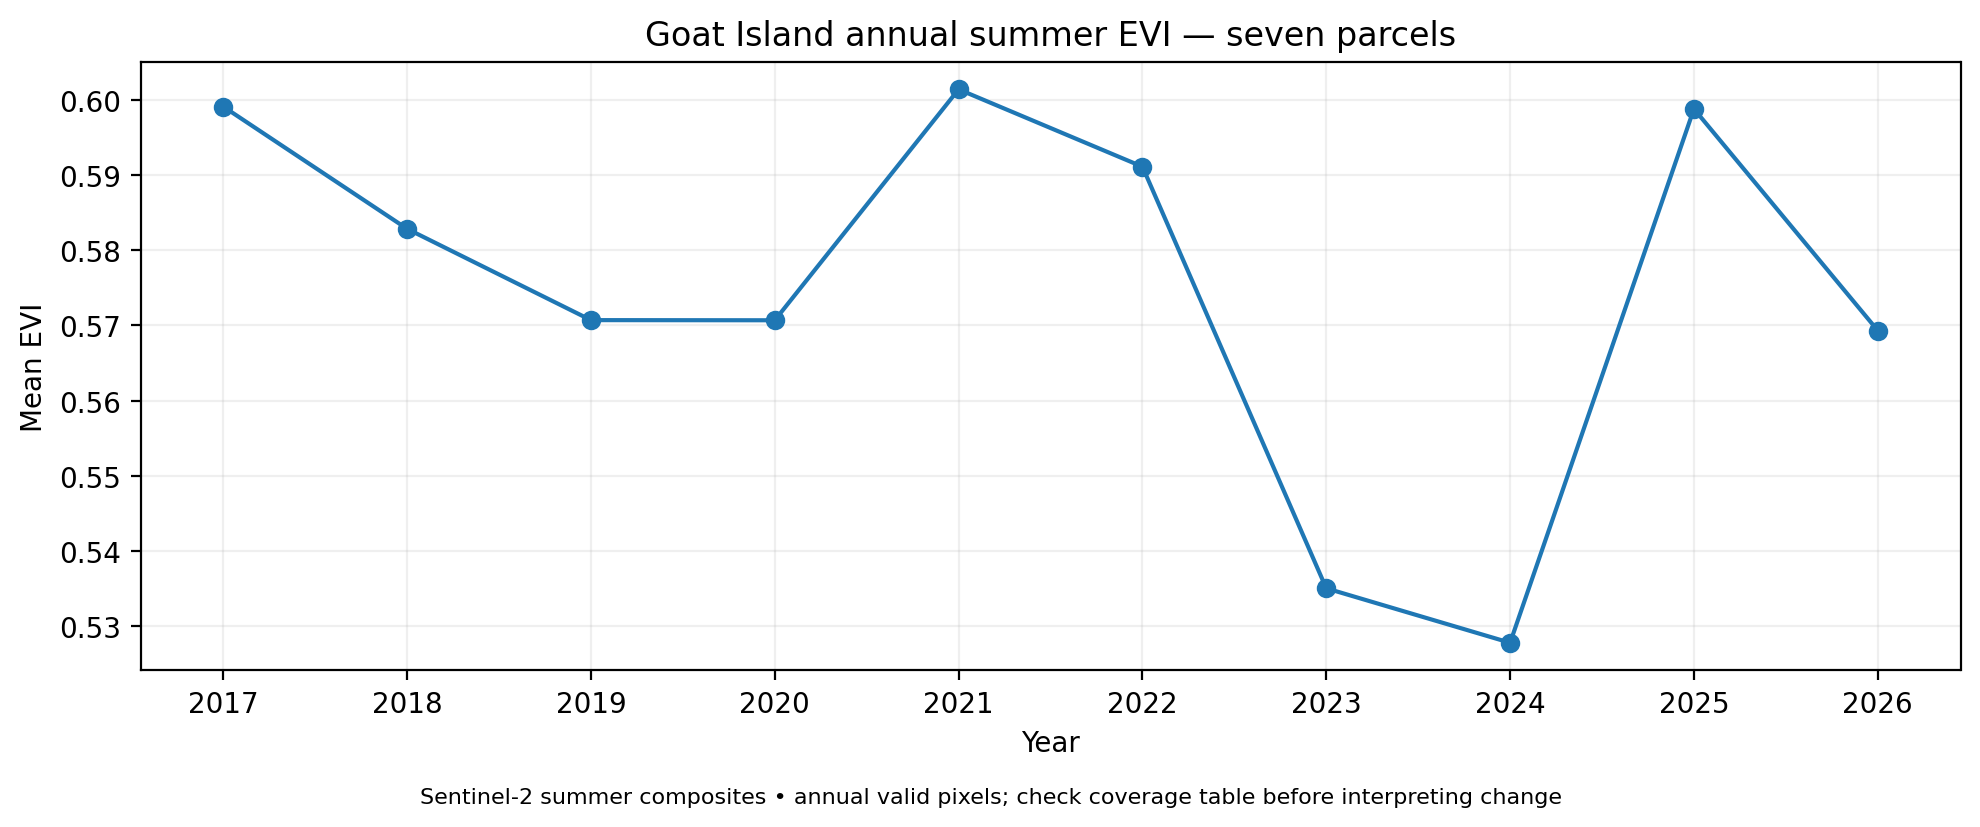 Goat Island annual summer EVI — seven parcels
Mean EVI
0.60
0.59
0.58
0.57
0.56
0.55
0.54
0.53
2017 2018 2019 2020 2021 2022 2023 2024 2025 2026
Year
Sentinel-2 summer composites • annual valid pixels; check coverage table before interpreting change